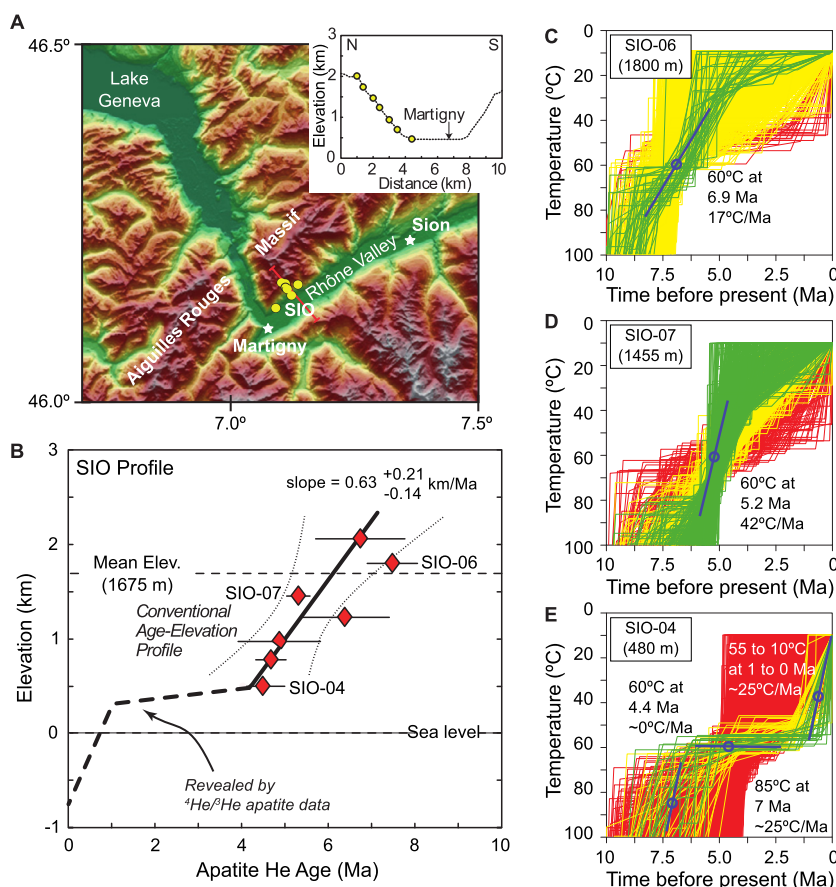 A
46.5º
Lake
Geneva
46.0º
7.0º
7.5º
Massif
Aiguilles Rouges
Rhône Valley
Sion
SIO
Martigny
N
S
Elevation (km)
3
2
1
0
Martigny
0 2 4 6 8 10
Distance (km)
B
SIO Profile
slope = 0.63 +0.21 -0.14 km/Ma
Mean Elev.
(1675 m)
SIO-06
SIO-07
Conventional
Age-Elevation
Profile
SIO-04
Sea level
Revealed by
⁴He/³He apatite data
Elevation (km)
3
2
1
0
-1
0 2 4 6 8 10
Apatite He Age (Ma)
C
SIO-06
(1800 m)
60ºC at
6.9 Ma
17ºC/Ma
Temperature (ºC)
0
20
40
60
80
100
10 7.5 5.0 2.5 0
Time before present (Ma)
D
SIO-07
(1455 m)
60ºC at
5.2 Ma
42ºC/Ma
Temperature (ºC)
0
20
40
60
80
100
10 7.5 5.0 2.5 0
Time before present (Ma)
E
SIO-04
(480 m)
55 to 10ºC
at 1 to 0 Ma
~25ºC/Ma
60ºC at
4.4 Ma
~0ºC/Ma
85ºC at
7 Ma
~25ºC/Ma
Temperature (ºC)
0
20
40
60
80
100
10 7.5 5.0 2.5 0
Time before present (Ma)